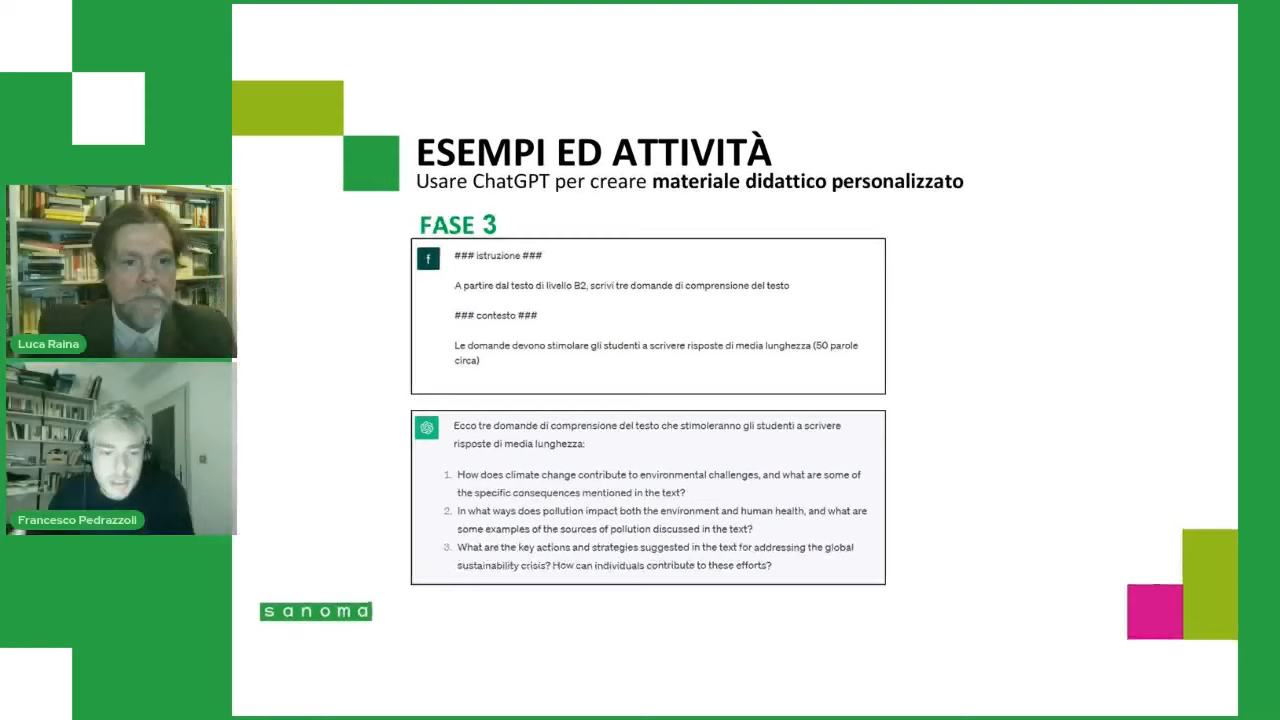 ESEMPI ED ATTIVITÀ
Usare ChatGPT per creare materiale didattico personalizzato
FASE 3
f
### istruzione ###
A partire dal testo di livello B2, scrivi tre domande di comprensione del testo
### contesto ###
Le domande devono stimolare gli studenti a scrivere risposte di media lunghezza (50 parole
circa)
Ecco tre domande di comprensione del testo che stimoleranno gli studenti a scrivere
risposte di media lunghezza:
1. How does climate change contribute to environmental challenges, and what are some of
the specific consequences mentioned in the text?
2. In what ways does pollution impact both the environment and human health, and what are
some examples of the sources of pollution discussed in the text?
3. What are the key actions and strategies suggested in the text for addressing the global
sustainability crisis? How can individuals contribute to these efforts?
Luca Raina
Francesco Pedrazzoli
sanoma